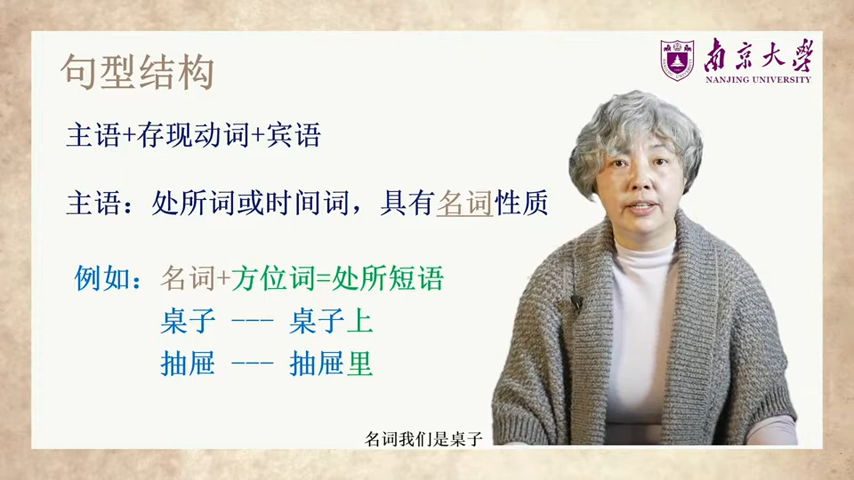 句型结构
南京大学
NANJING UNIVERSITY
主语+存现动词+宾语
主语：处所词或时间词，具有名词性质
例如：名词+方位词=处所短语
桌子 --- 桌子上
抽屉 --- 抽屉里
名词我们是桌子